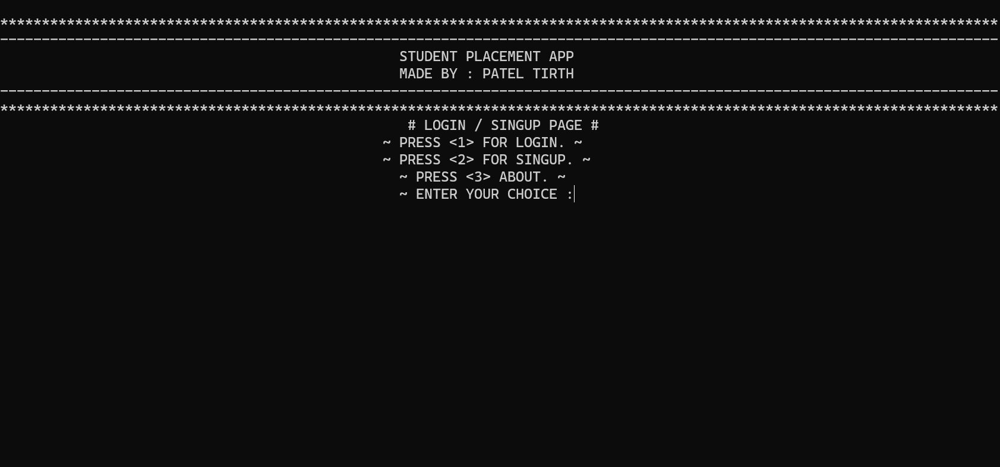 ************************************************************************************************************************
------------------------------------------------------------------------------------------------------------------------
STUDENT PLACEMENT APP
MADE BY : PATEL TIRTH
------------------------------------------------------------------------------------------------------------------------
************************************************************************************************************************
# LOGIN / SINGUP PAGE #
~ PRESS <1> FOR LOGIN. ~
~ PRESS <2> FOR SINGUP. ~
~ PRESS <3> ABOUT. ~
~ ENTER YOUR CHOICE :